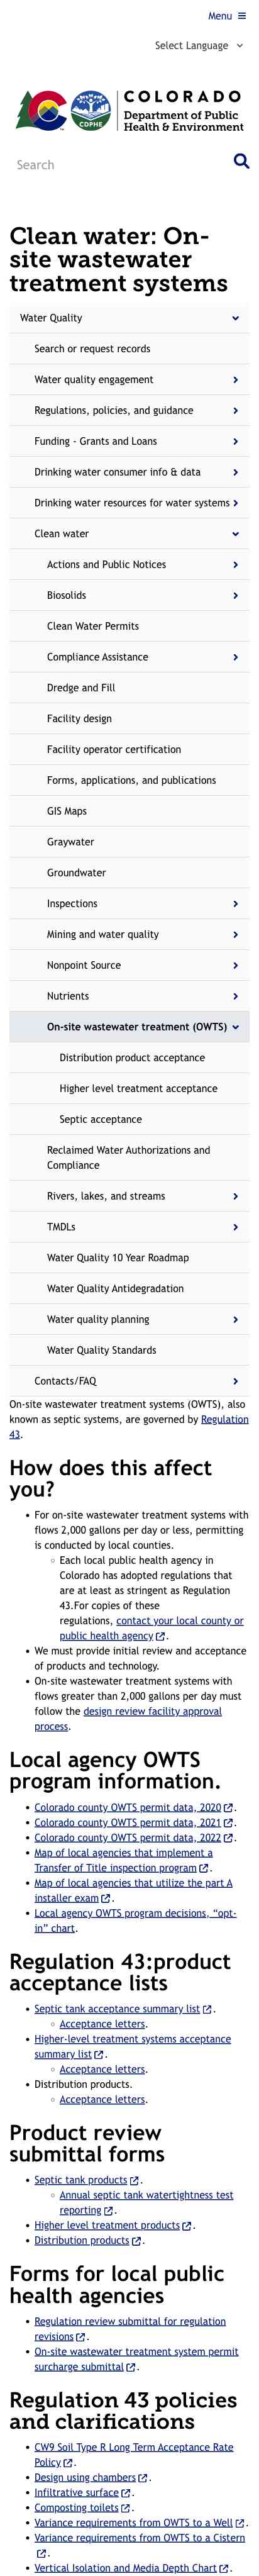 Menu
Select Language
CDPHE
COLORADO
Department of Public
Health & Environment
Search
Clean water: On-
site wastewater
treatment systems
Water Quality
Search or request records
Water quality engagement
Regulations, policies, and guidance
Funding - Grants and Loans
Drinking water consumer info & data
Drinking water resources for water systems
Clean water
Actions and Public Notices
Biosolids
Clean Water Permits
Compliance Assistance
Dredge and Fill
Facility design
Facility operator certification
Forms, applications, and publications
GIS Maps
Graywater
Groundwater
Inspections
Mining and water quality
Nonpoint Source
Nutrients
On-site wastewater treatment (OWTS)
Distribution product acceptance
Higher level treatment acceptance
Septic acceptance
Reclaimed Water Authorizations and
Compliance
Rivers, lakes, and streams
TMDLs
Water Quality 10 Year Roadmap
Water Quality Antidegradation
Water quality planning
Water Quality Standards
Contacts/FAQ
On-site wastewater treatment systems (OWTS), also
known as septic systems, are governed by Regulation
43.
How does this affect
you?
• For on-site wastewater treatment systems with
flows 2,000 gallons per day or less, permitting
is conducted by local counties.
◦ Each local public health agency in
Colorado has adopted regulations that
are at least as stringent as Regulation
43.For copies of these
regulations, contact your local county or
public health agency.
• We must provide initial review and acceptance
of products and technology.
• On-site wastewater treatment systems with
flows greater than 2,000 gallons per day must
follow the design review facility approval
process.
Local agency OWTS
program information.
• Colorado county OWTS permit data, 2020.
• Colorado county OWTS permit data, 2021.
• Colorado county OWTS permit data, 2022.
• Map of local agencies that implement a
Transfer of Title inspection program.
• Map of local agencies that utilize the part A
installer exam.
• Local agency OWTS program decisions, “opt-
in” chart.
Regulation 43:product
acceptance lists
• Septic tank acceptance summary list.
◦ Acceptance letters.
• Higher-level treatment systems acceptance
summary list.
◦ Acceptance letters.
• Distribution products.
◦ Acceptance letters.
Product review
submittal forms
• Septic tank products.
◦ Annual septic tank watertightness test
reporting.
• Higher level treatment products.
• Distribution products.
Forms for local public
health agencies
• Regulation review submittal for regulation
revisions.
• On-site wastewater treatment system permit
surcharge submittal.
Regulation 43 policies
and clarifications
• CW9 Soil Type R Long Term Acceptance Rate
Policy.
• Design using chambers.
• Infiltrative surface.
• Composting toilets.
• Variance requirements from OWTS to a Well.
• Variance requirements from OWTS to a Cistern
.
• Vertical Isolation and Media Depth Chart.